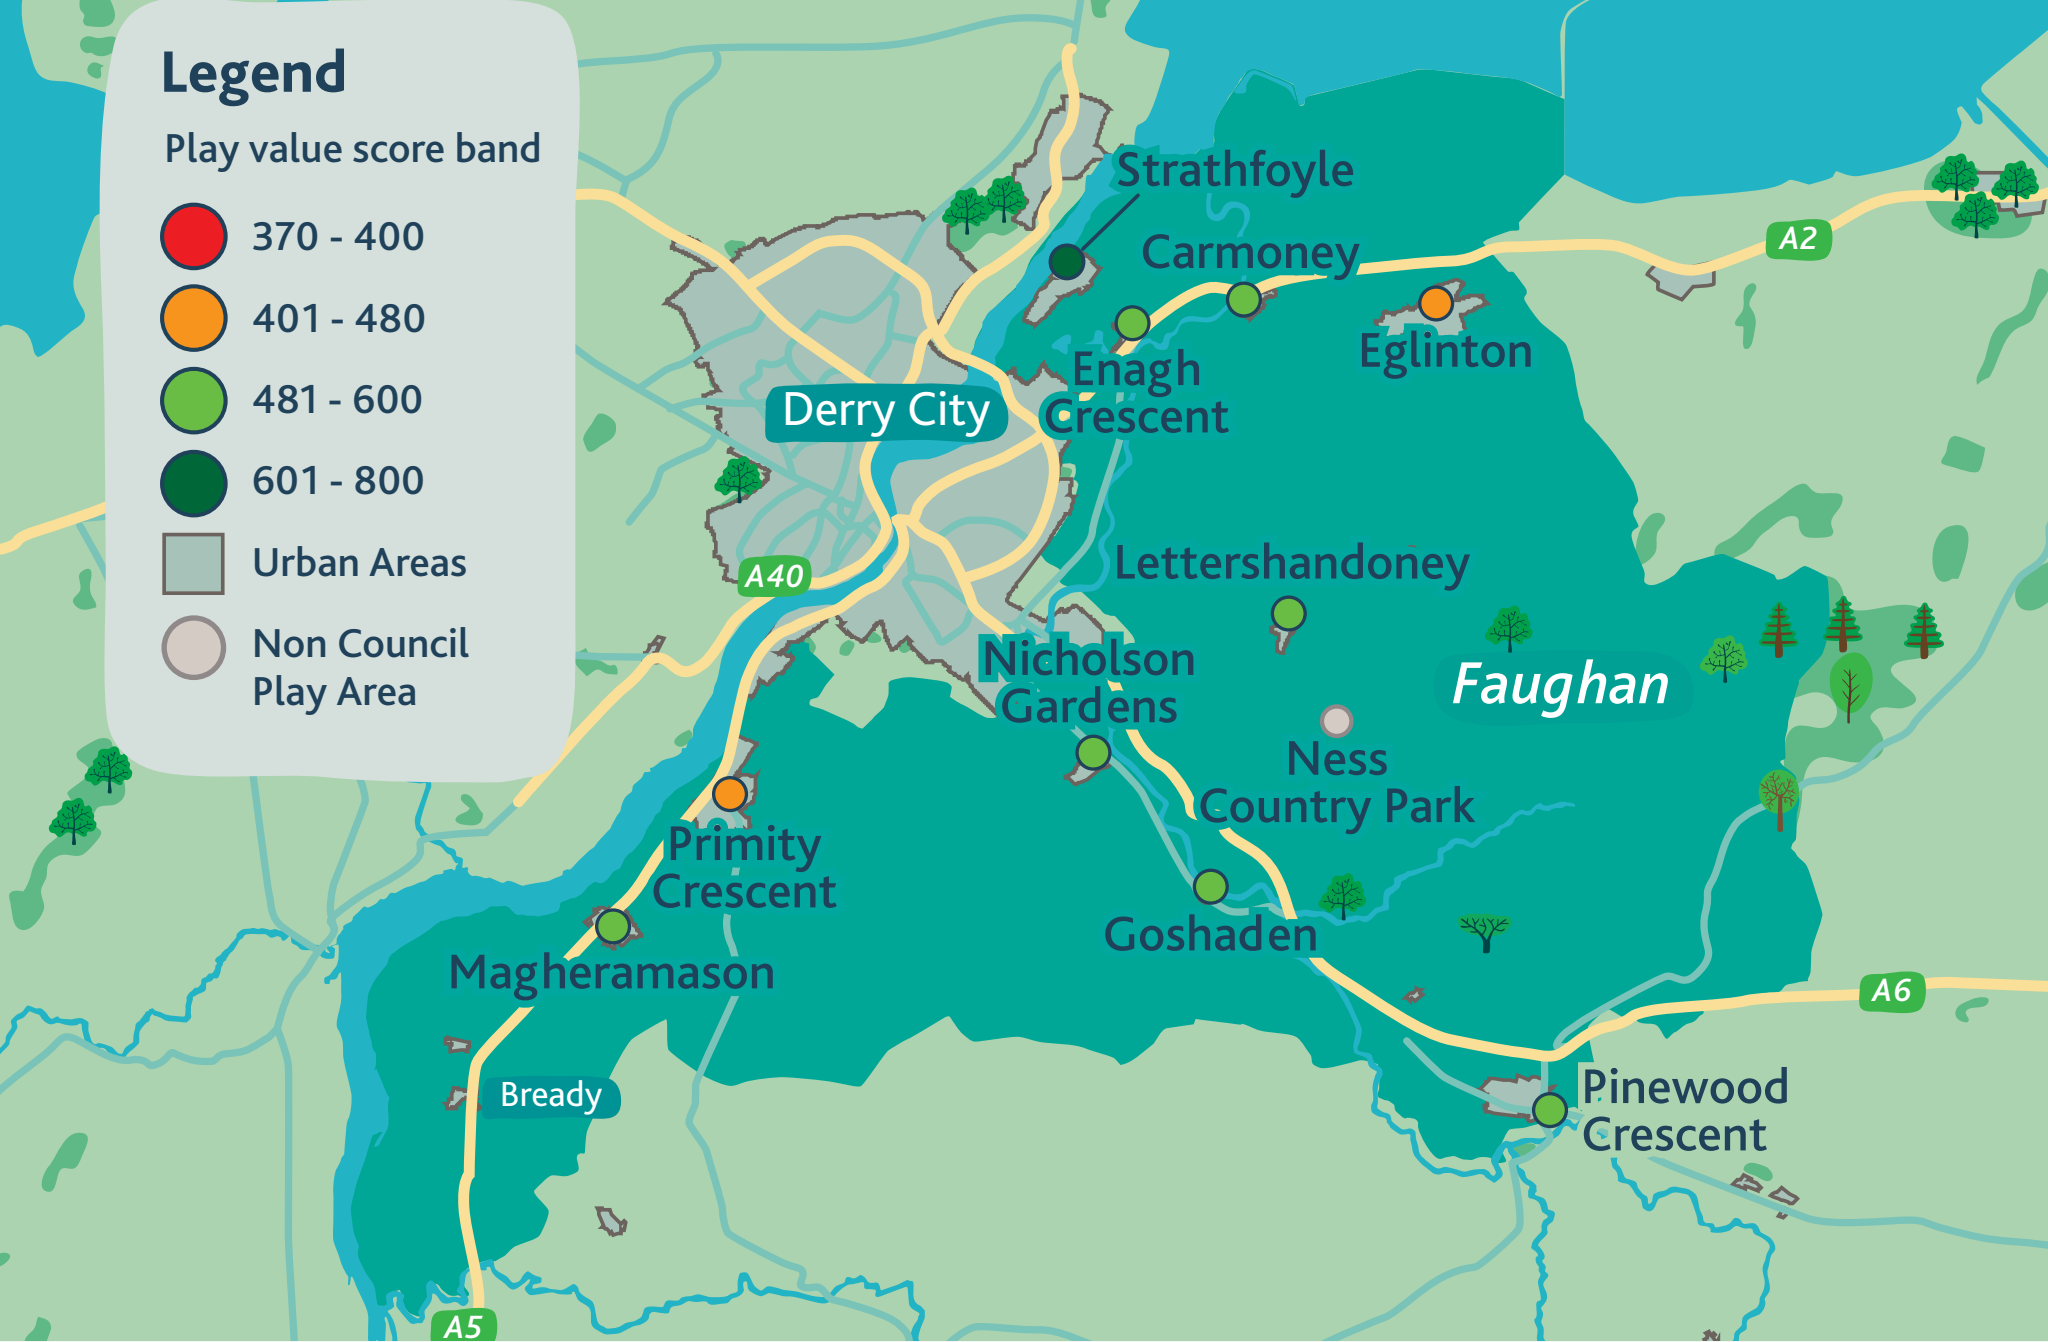 Legend
Play value score band
370 - 400
401 - 480
481 - 600
601 - 800
Urban Areas
Non Council
Play Area
Strathfoyle
Carmoney
A2
Enagh
Crescent
Eglinton
Derry City
A40
Lettershandoney
Nicholson
Gardens
Faughan
Ness
Country Park
Primity
Crescent
Goshaden
Magheramason
A6
Bready
Pinewood
Crescent
A5